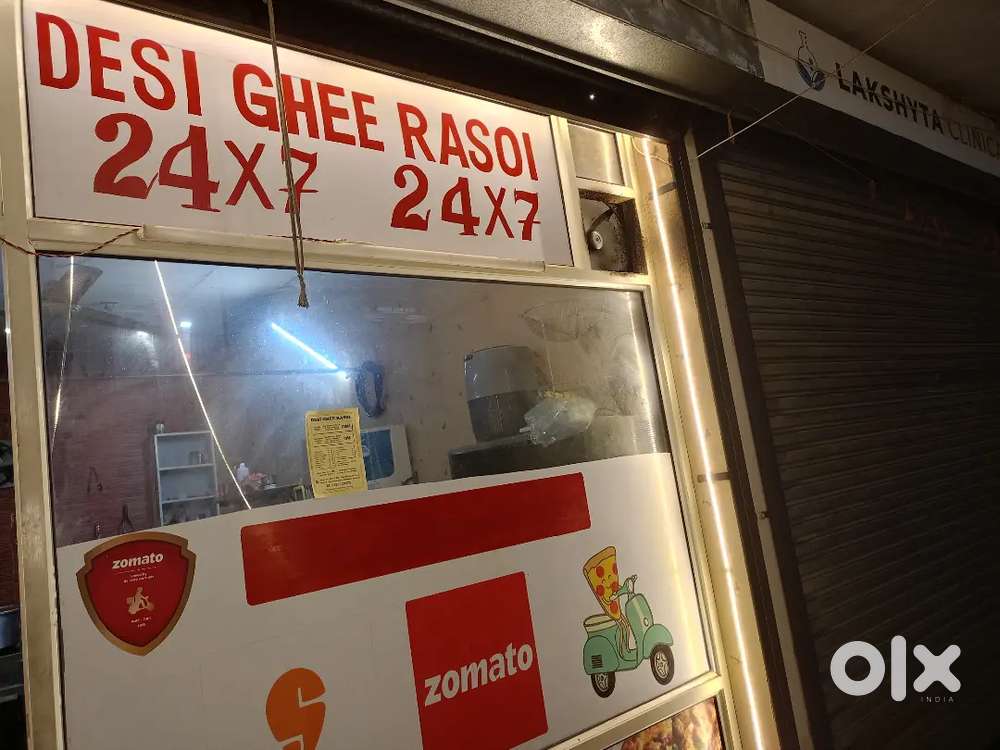 DESI GHEE RASOI
24X7 24X7
LAKSHYTA CLINIC
zomato
zomato
olx
INDIA